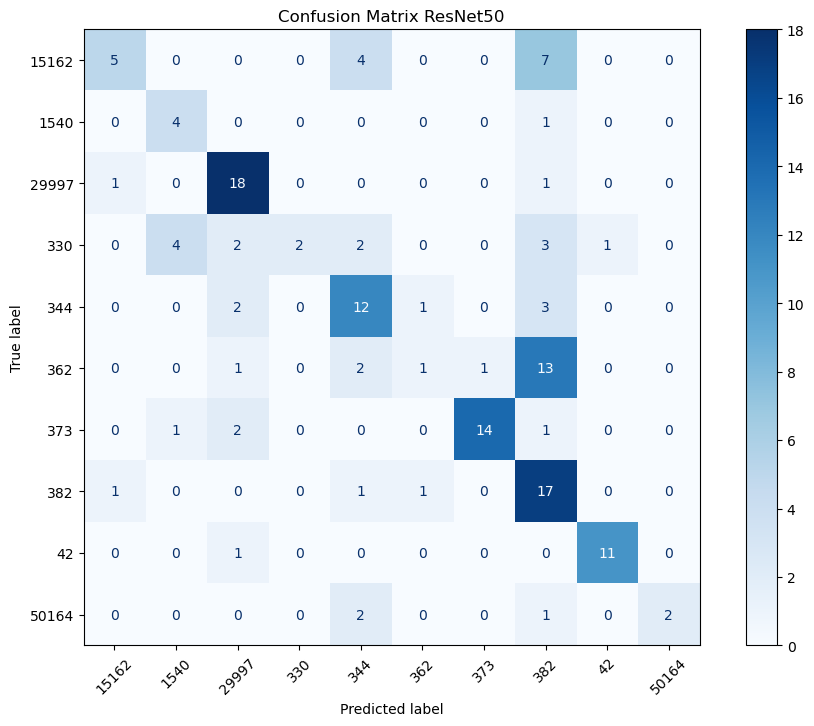 Confusion Matrix ResNet50
True label
15162 5 0 0 0 4 0 0 7 0 0
1540 0 4 0 0 0 0 0 1 0 0
29997 1 0 18 0 0 0 0 1 0 0
330 0 4 2 2 2 0 0 3 1 0
344 0 0 2 0 12 1 0 3 0 0
362 0 0 1 0 2 1 1 13 0 0
373 0 1 2 0 0 0 14 1 0 0
382 1 0 0 0 1 1 0 17 0 0
42 0 0 1 0 0 0 0 0 11 0
50164 0 0 0 0 2 0 0 1 0 2
15162 1540 29997 330 344 362 373 382 42 50164
Predicted label
18
16
14
12
10
8
6
4
2
0